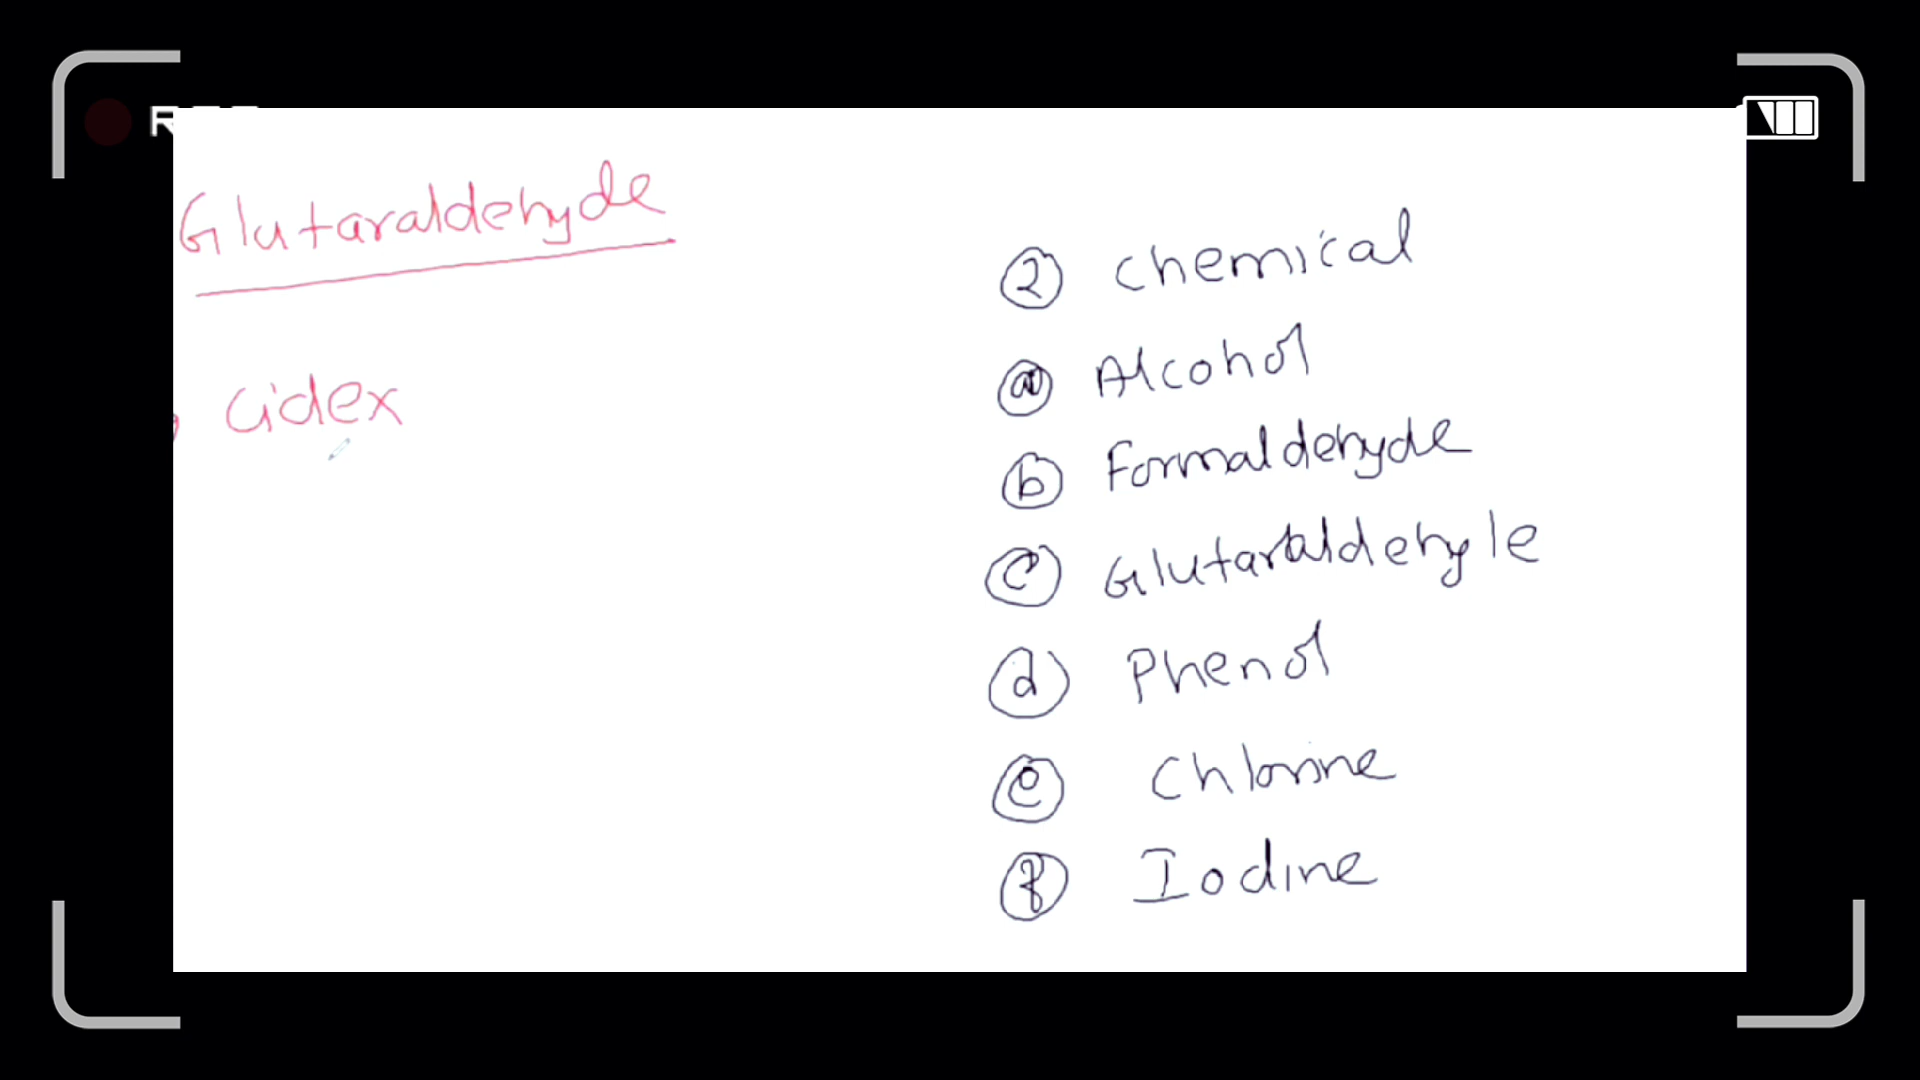 Glutaraldehyde
Cidex
2 Chemical
a Alcohol
b Formaldehyde
c Glutaraldehyle
d Phenol
e Chlorine
f Iodine